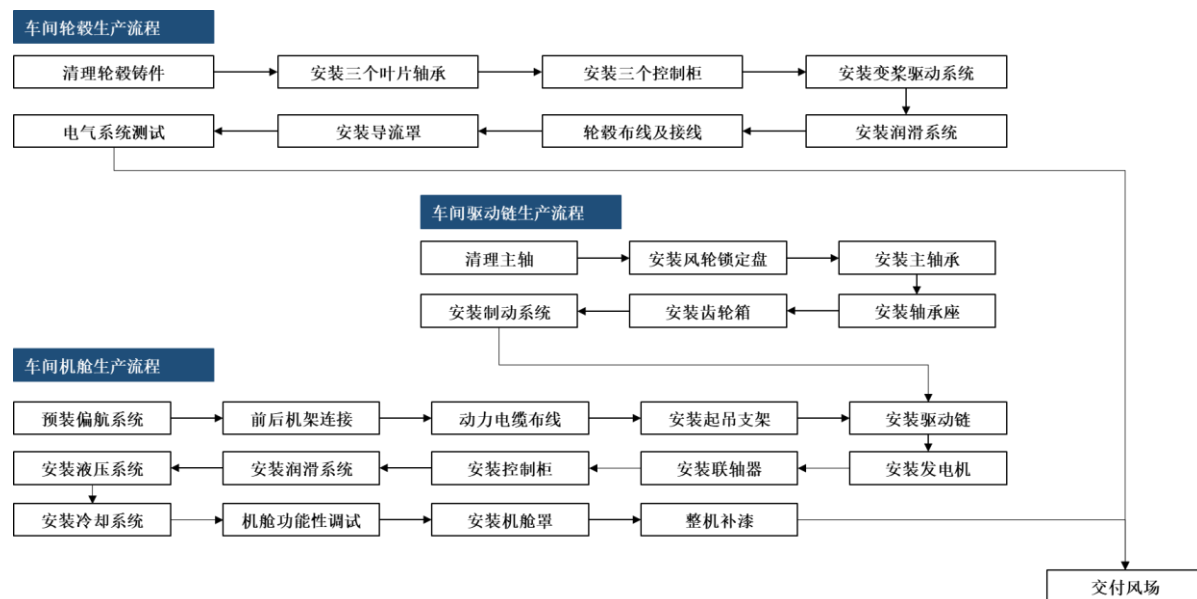 车间轮毂生产流程
清理轮毂铸件
安装三个叶片轴承
安装三个控制柜
安装变桨驱动系统
电气系统测试
安装导流罩
轮毂布线及接线
安装润滑系统
车间驱动链生产流程
清理主轴
安装风轮锁定盘
安装主轴承
安装制动系统
安装齿轮箱
安装轴承座
车间机舱生产流程
预装偏航系统
前后机架连接
动力电缆布线
安装起吊支架
安装驱动链
安装液压系统
安装润滑系统
安装控制柜
安装联轴器
安装发电机
安装冷却系统
机舱功能性调试
安装机舱罩
整机补漆
交付风场